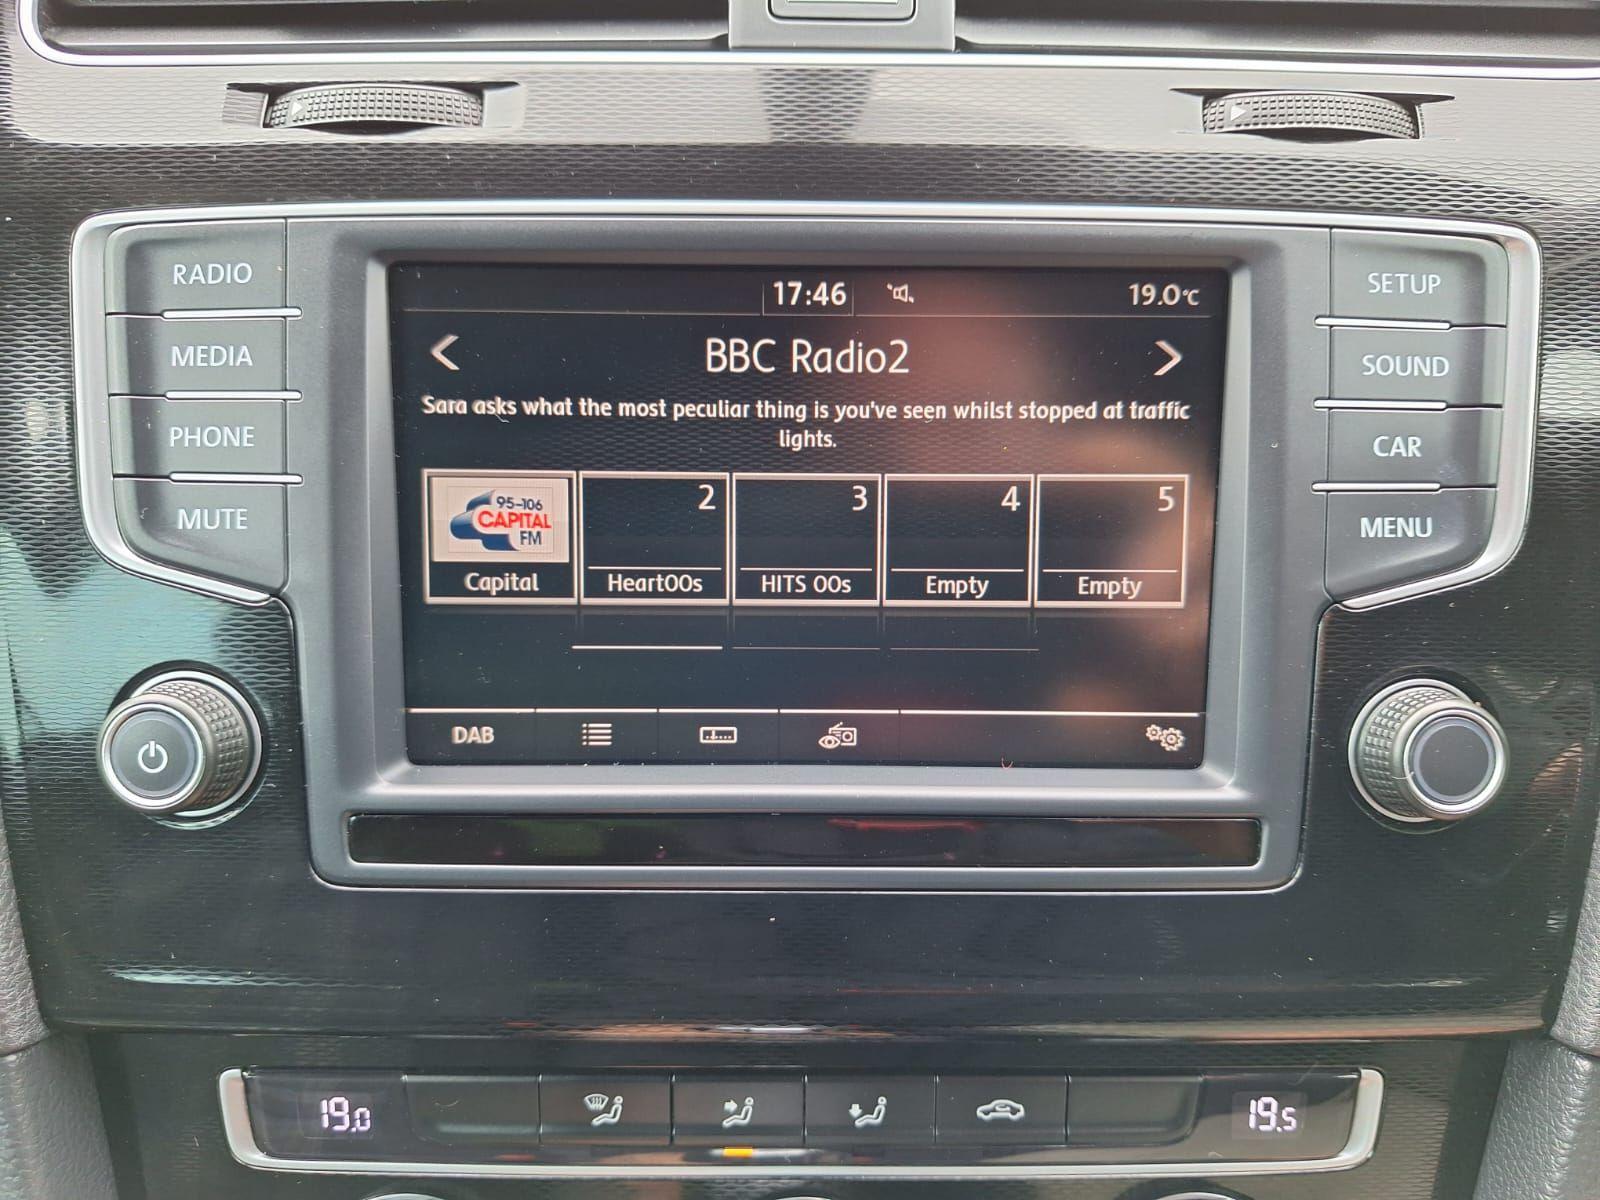 RADIO
MEDIA
PHONE
MUTE
17:46
19.0°C
BBC Radio2
Sara asks what the most peculiar thing is you've seen whilst stopped at traffic
lights.
95-106
CAPITAL
FM
Capital
2
HeartOOs
3
HITS OOs
4
Empty
5
Empty
DAB
SETUP
SOUND
CAR
MENU
19.0
19.5